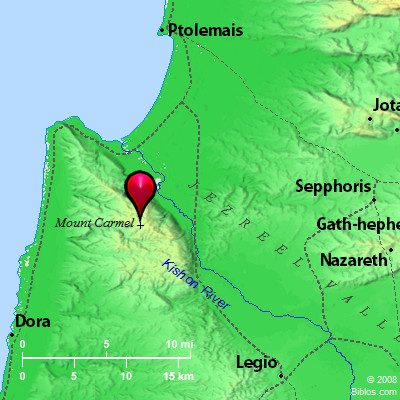 Ptolemais
Jota
Sepphoris
JEZREEL VALL
Mount Carmel
Gath-hephe
Nazareth
Kishon River
Dora
0 5 10 mi
0 5 10 15 km
Legio
© 2008
Biblos.com